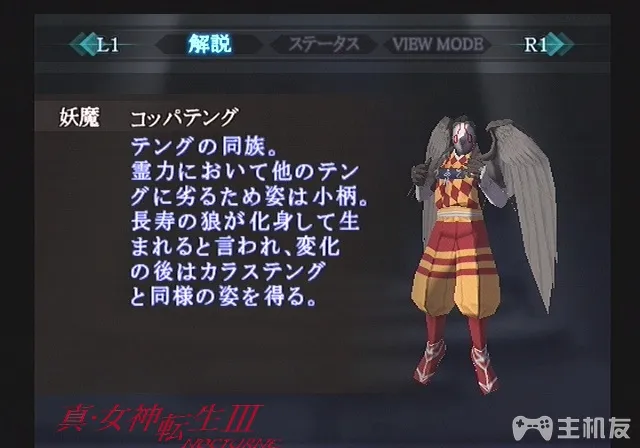 L1 解説 ステータス VIEW MODE R1
妖魔 コッパテング
テングの同族。
霊力において他のテン
グに劣るため姿は小柄。
長寿の狼が化身して生
まれると言われ、変化
の後はカラステング
と同様の姿を得る。
真・女神転生III
NOCTURNE
主机友